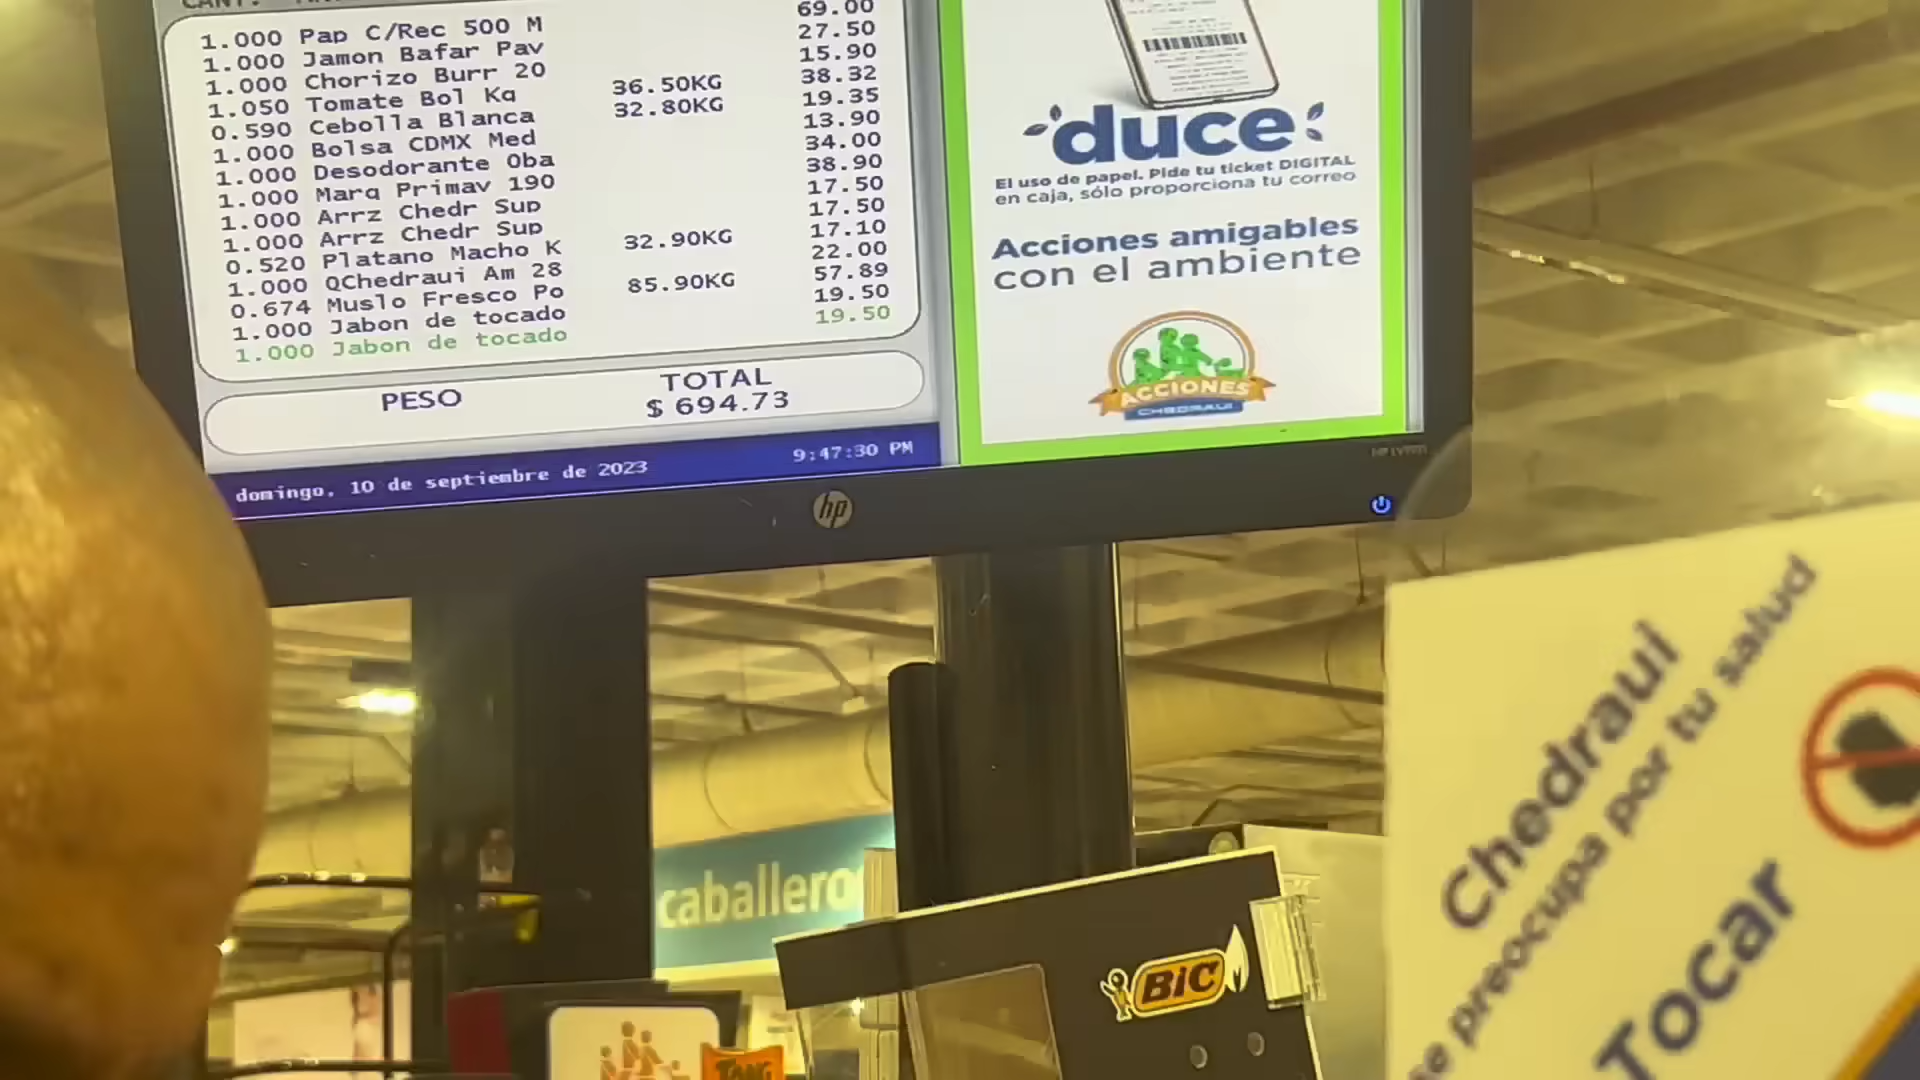 1.000 Pap C/Rec 500 M 69.00
1.000 Jamon Bafar Pav 27.50
1.000 Chorizo Burr 20 15.90
1.050 Tomate Bol Kg 36.50KG 38.32
0.590 Cebolla Blanca 32.80KG 19.35
1.000 Bolsa CDMX Med 13.90
1.000 Desodorante Oba 34.00
1.000 Marq Primav 190 38.90
1.000 Arrz Chedr Sup 17.50
1.000 Arrz Chedr Sup 17.50
0.520 Platano Macho K 32.90KG 17.10
1.000 QChedraui Am 28 22.00
0.674 Muslo Fresco Po 85.90KG 57.89
1.000 Jabon de tocado 19.50
1.000 Jabon de tocado 19.50
PESO TOTAL
$ 694.73
domingo, 10 de septiembre de 2023 9:47:30 PM
duce
El uso de papel. Pide tu ticket DIGITAL
en caja, sólo proporciona tu correo
Acciones amigables
con el ambiente
ACCIONES
CHEDRAUI
hp
caballero
BIC
Chedraui
se preocupa por tu salud
Tocar